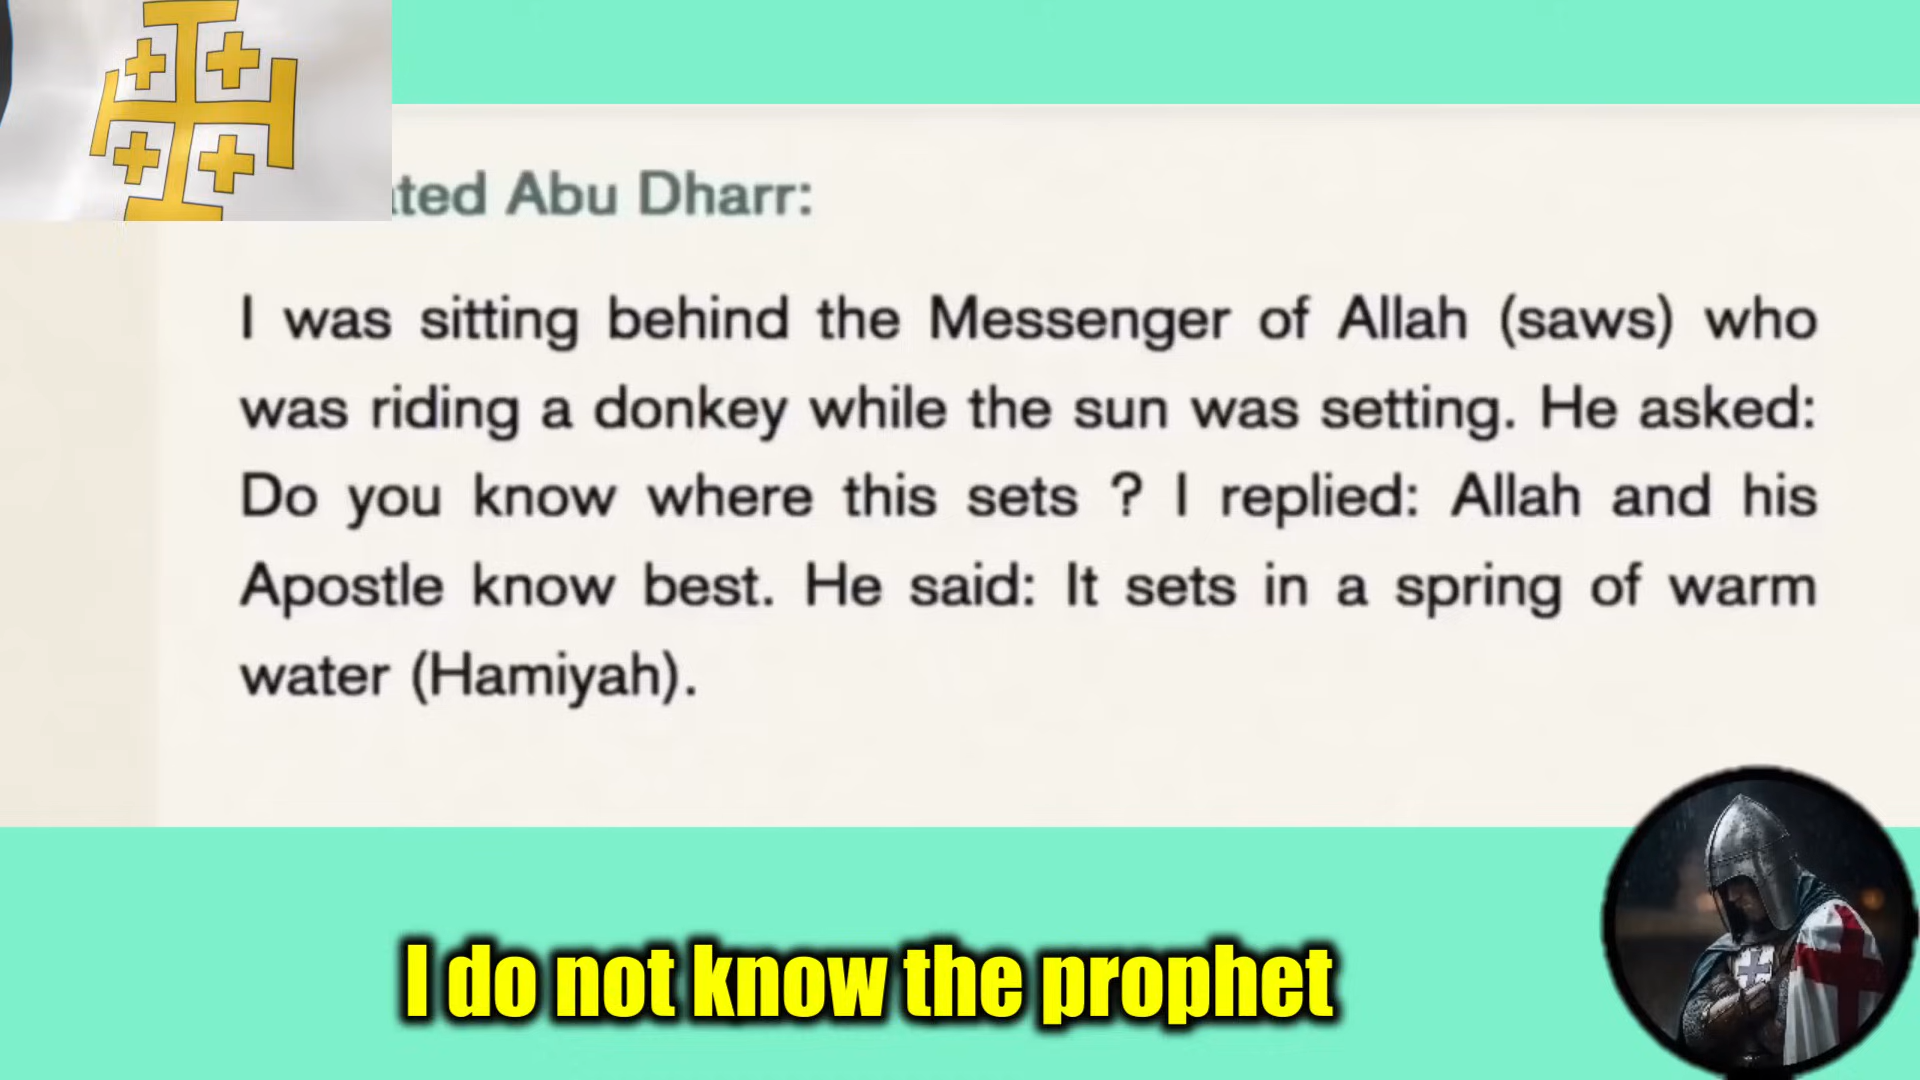 Abu Dharr:
I was sitting behind the Messenger of Allah (saws) who
was riding a donkey while the sun was setting. He asked:
Do you know where this sets ? I replied: Allah and his
Apostle know best. He said: It sets in a spring of warm
water (Hamiyah).
I do not know the prophet